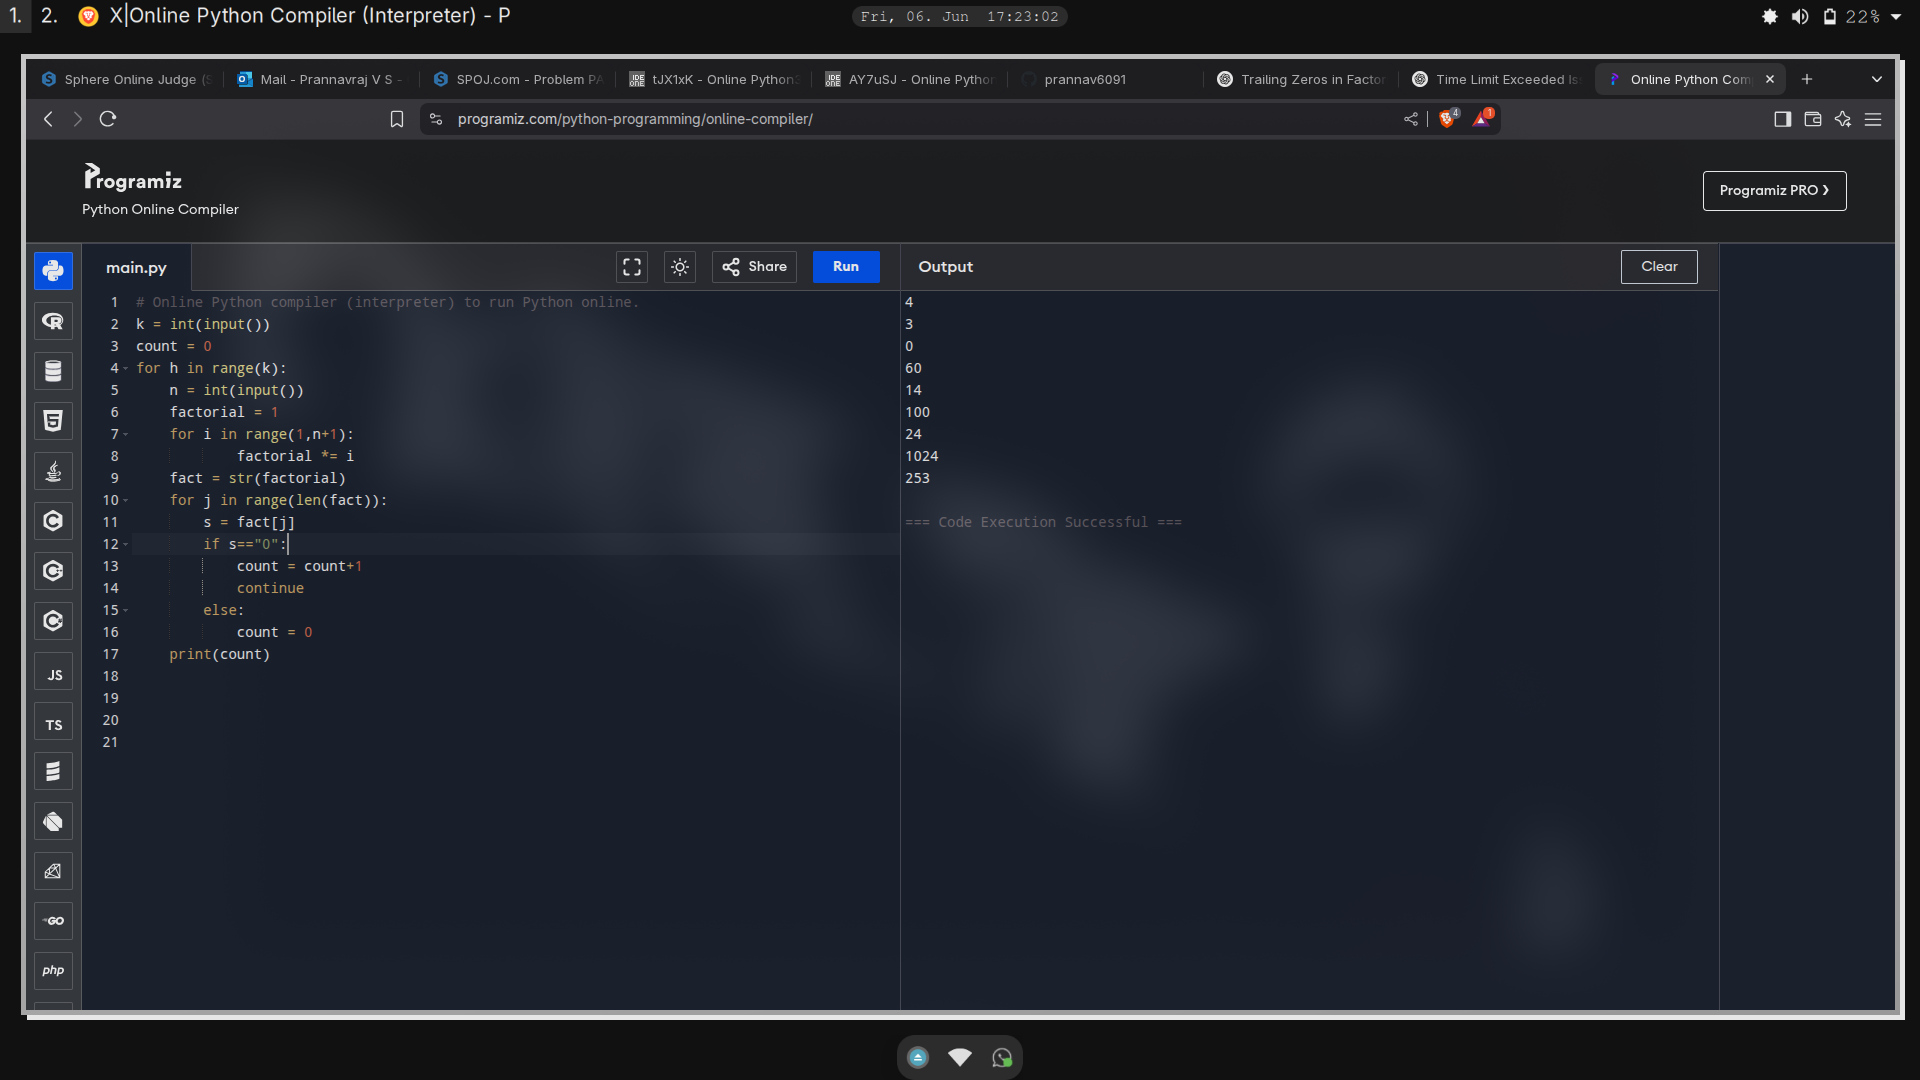 1. 2. X|Online Python Compiler (Interpreter) - P
Fri, 06. Jun 17:23:02
22%
Sphere Online Judge (S
Mail - Prannavraj V S -
SPOJ.com - Problem PA
tJX1xK - Online Python3
AY7uSJ - Online Python
prannav6091
Trailing Zeros in Factor
Time Limit Exceeded Is
Online Python Com
programiz.com/python-programming/online-compiler/
4
1
Programiz
Python Online Compiler
Programiz PRO ❯
main.py
Share
Run
Output
Clear
1 # Online Python compiler (interpreter) to run Python online.
2 k = int(input())
3 count = 0
4 for h in range(k):
5     n = int(input())
6     factorial = 1
7     for i in range(1,n+1):
8             factorial *= i
9     fact = str(factorial)
10     for j in range(len(fact)):
11         s = fact[j]
12         if s=="0":
13             count = count+1
14             continue
15         else:
16             count = 0
17     print(count)
18
19
20
21
4
3
0
60
14
100
24
1024
253
=== Code Execution Successful ===
JS
TS
GO
php